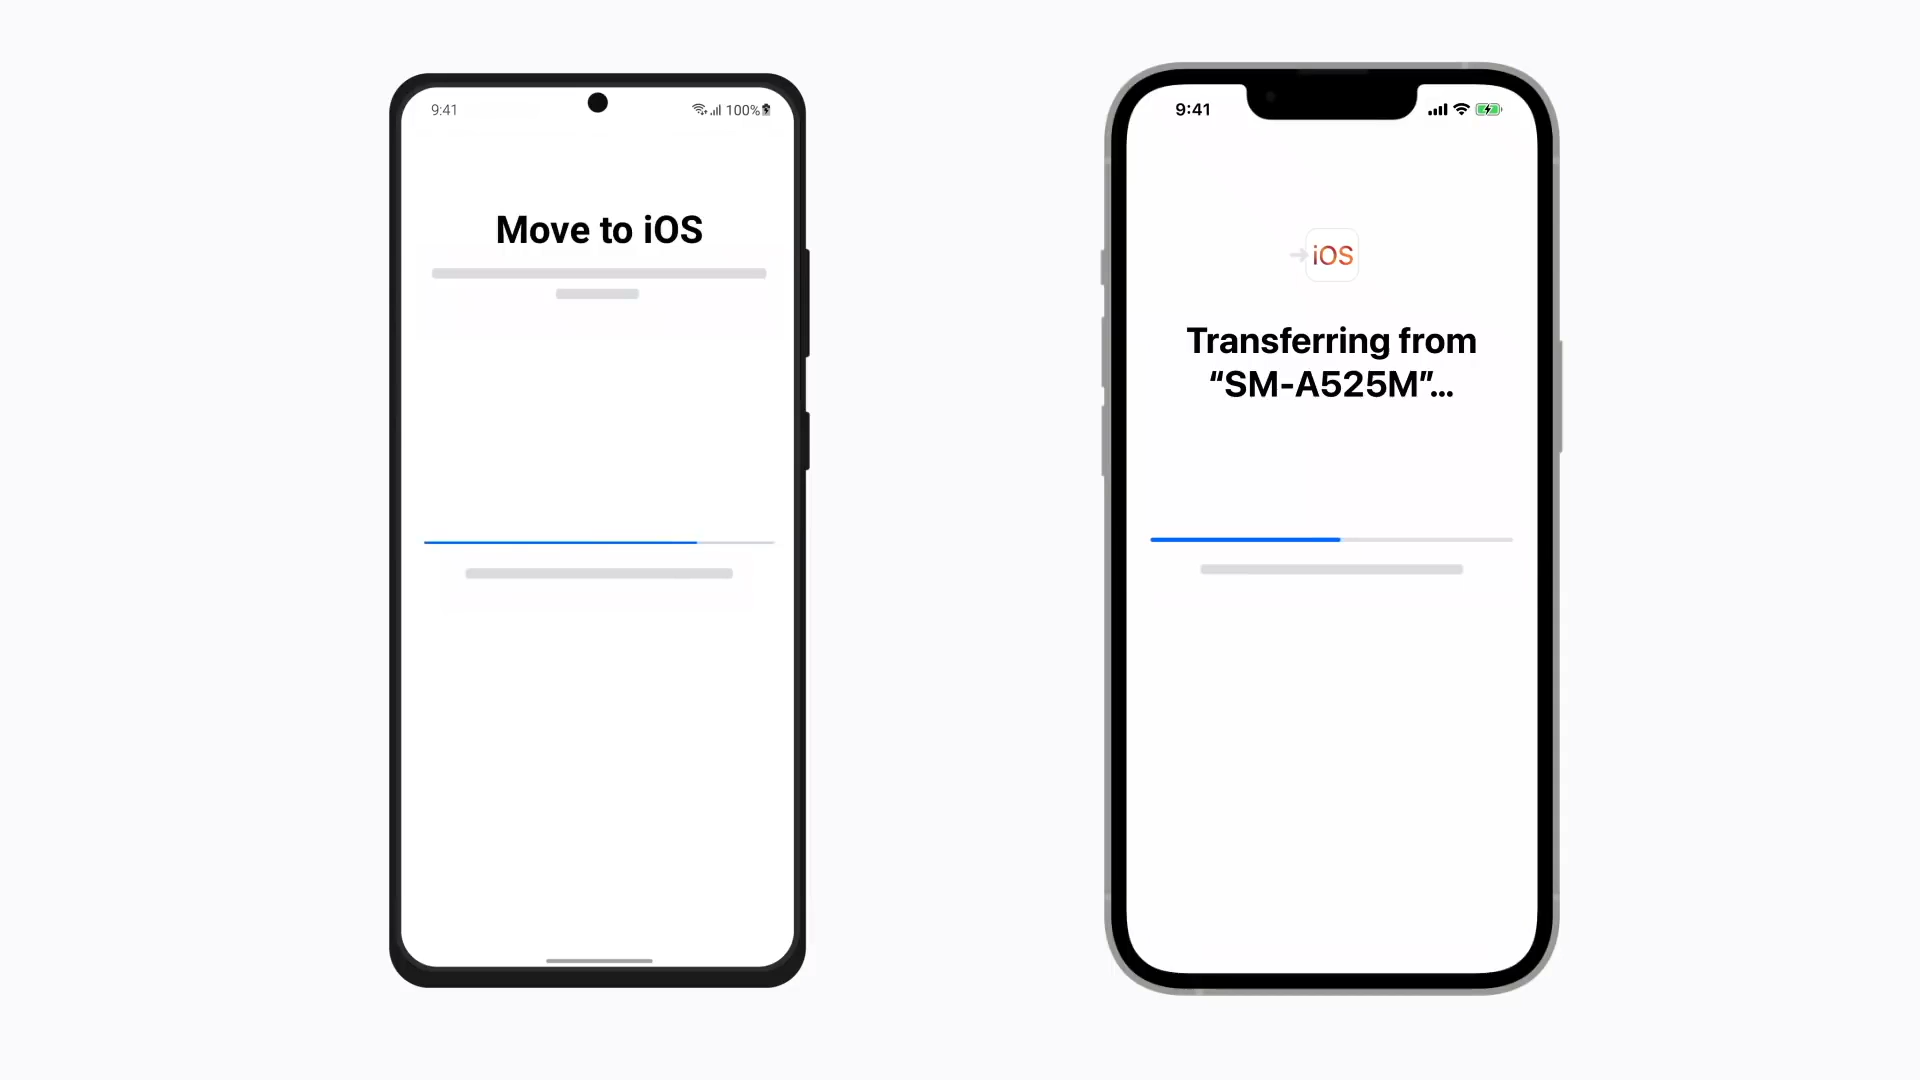 9:41
100%
Move to iOS
9:41
iOS
Transferring from
“SM-A525M”...